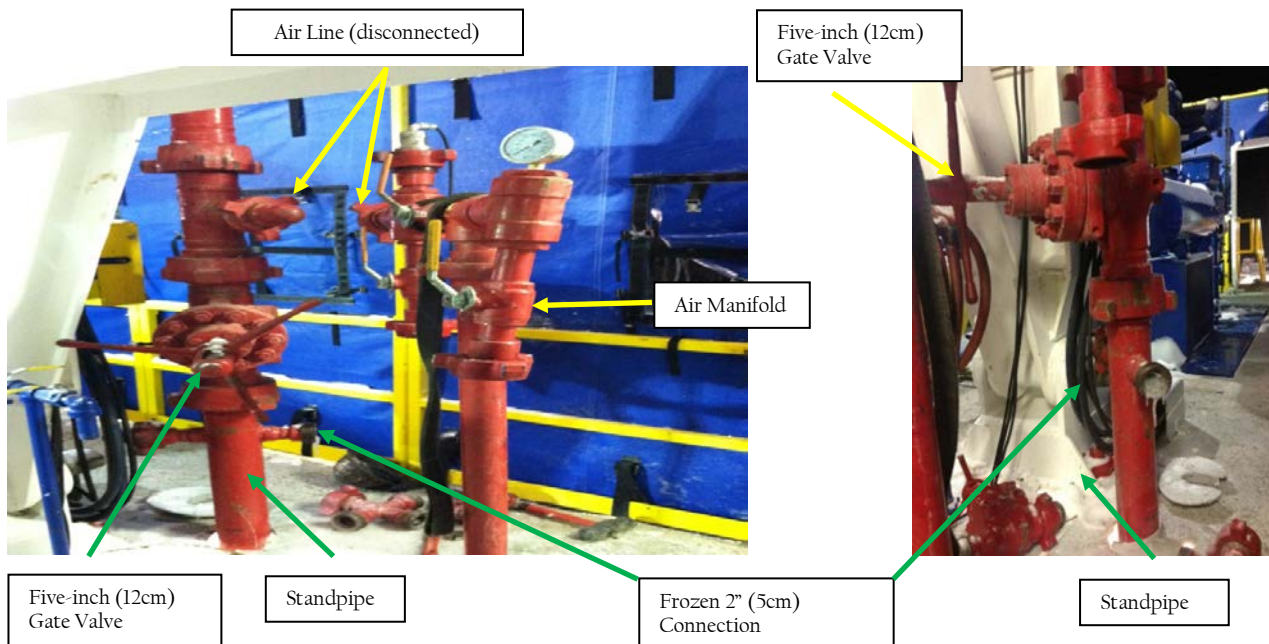 Air Line (disconnected)
Five-inch (12cm)
Gate Valve
Air Manifold
Five-inch (12cm)
Gate Valve
Standpipe
Frozen 2” (5cm)
Connection
Standpipe